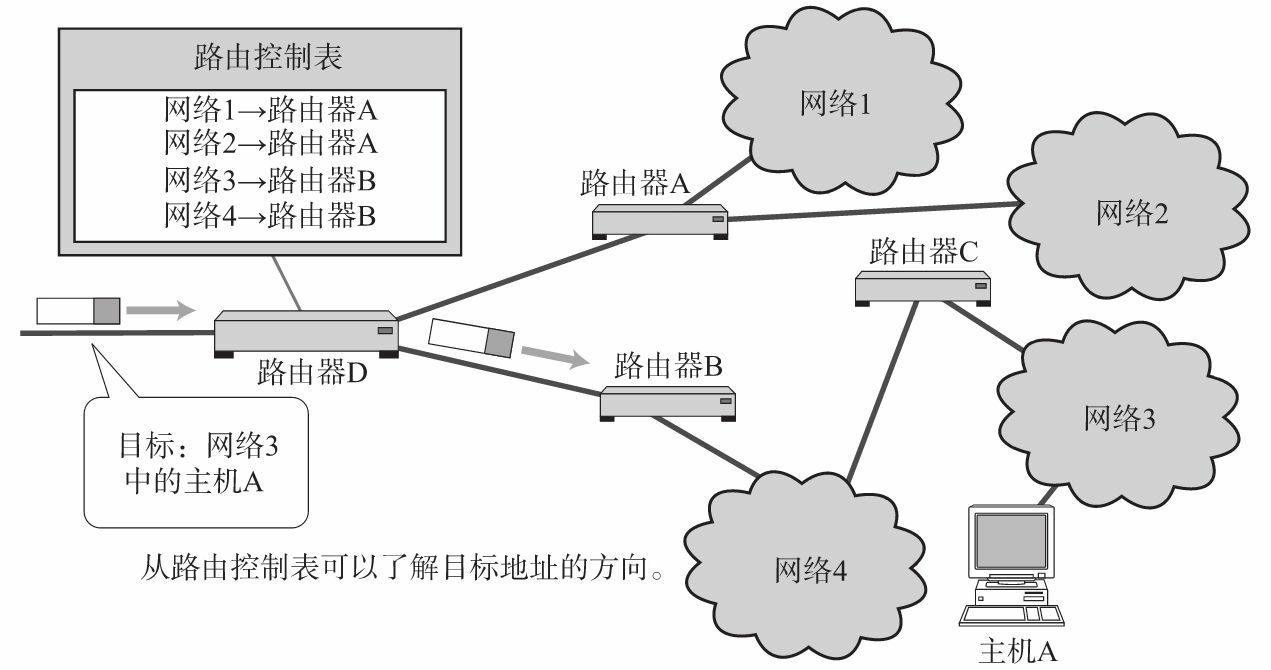 路由控制表
网络1→路由器A
网络2→路由器A
网络3→路由器B
网络4→路由器B
网络1
路由器A
网络2
路由器C
路由器D
路由器B
网络3
目标：网络3
中的主机A
从路由控制表可以了解目标地址的方向。
网络4
主机A